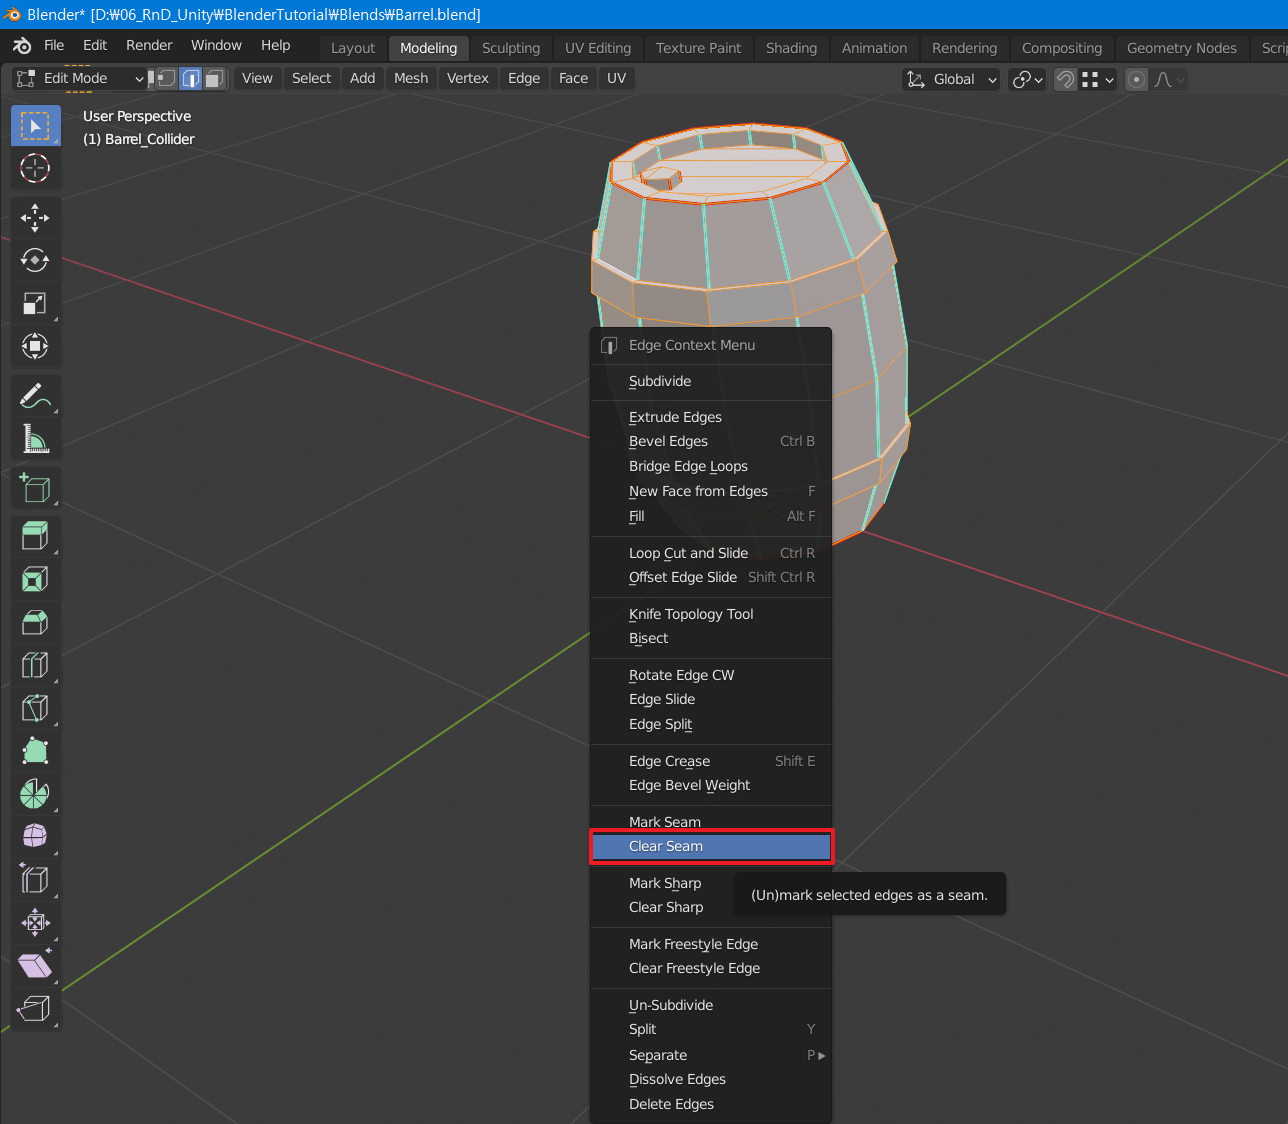 Blender* [D:₩06_RnD_Unity₩BlenderTutorial₩Blends₩Barrel.blend]
File Edit Render Window Help Layout Modeling Sculpting UV Editing Texture Paint Shading Animation Rendering Compositing Geometry Nodes Scri
Edit Mode View Select Add Mesh Vertex Edge Face UV Global
User Perspective
(1) Barrel_Collider
Edge Context Menu
Subdivide
Extrude Edges
Bevel Edges Ctrl B
Bridge Edge Loops
New Face from Edges F
Fill Alt F
Loop Cut and Slide Ctrl R
Offset Edge Slide Shift Ctrl R
Knife Topology Tool
Bisect
Rotate Edge CW
Edge Slide
Edge Split
Edge Crease Shift E
Edge Bevel Weight
Mark Seam
Clear Seam
Mark Sharp
(Un)mark selected edges as a seam.
Clear Sharp
Mark Freestyle Edge
Clear Freestyle Edge
Un-Subdivide
Split Y
Separate P
Dissolve Edges
Delete Edges